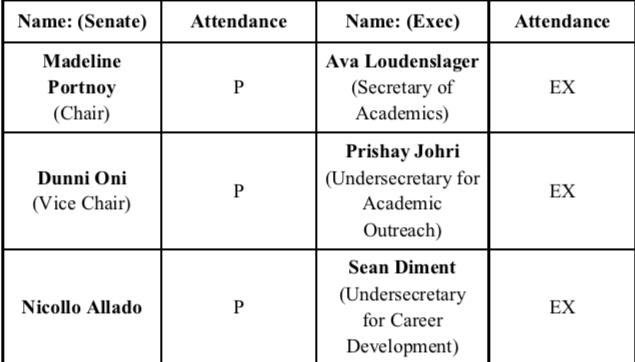 Name: (Senate) Attendance Name: (Exec) Attendance
Madeline
Portnoy
(Chair)
P
Ava Loudenslager
(Secretary of
Academics)
EX
Dunni Oni
(Vice Chair)
P
Prishay Johri
(Undersecretary for
Academic
Outreach)
EX
Nicollo Allado
P
Sean Diment
(Undersecretary
for Career
Development)
EX